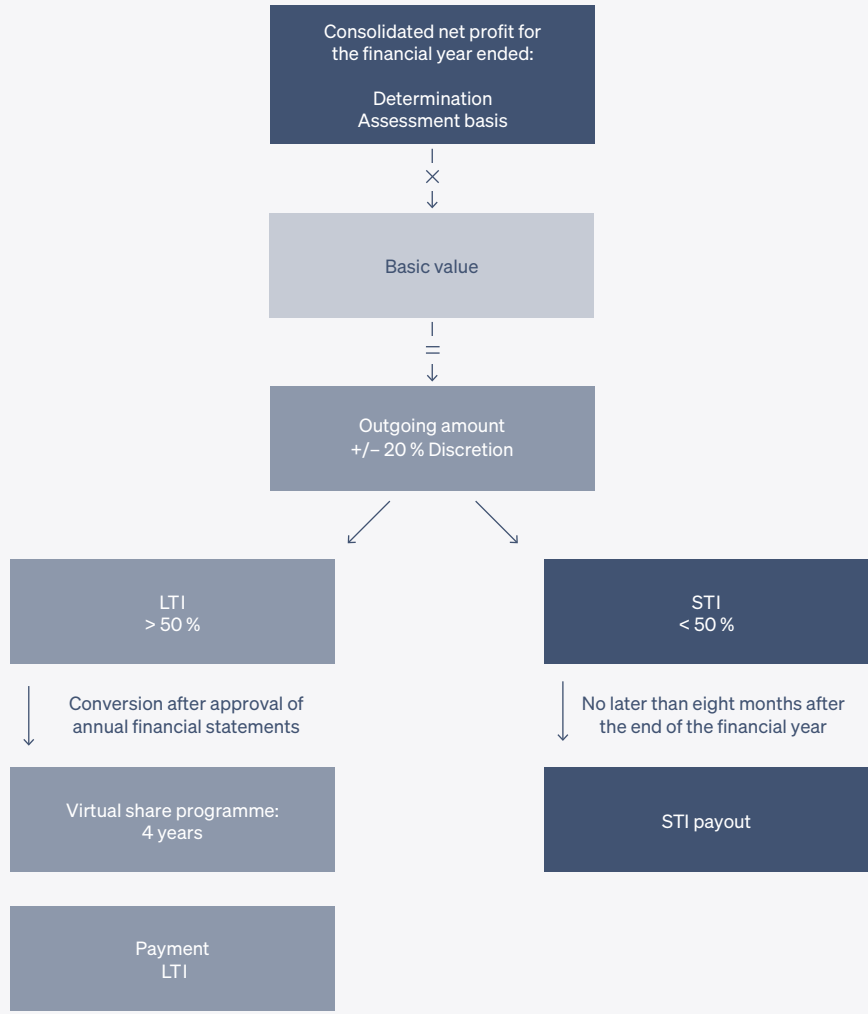 Consolidated net profit for
the financial year ended:
Determination
Assessment basis
×
Basic value
=
Outgoing amount
+/– 20 % Discretion
LTI
> 50 %
STI
< 50 %
Conversion after approval of
annual financial statements
No later than eight months after
the end of the financial year
Virtual share programme:
4 years
STI payout
Payment
LTI